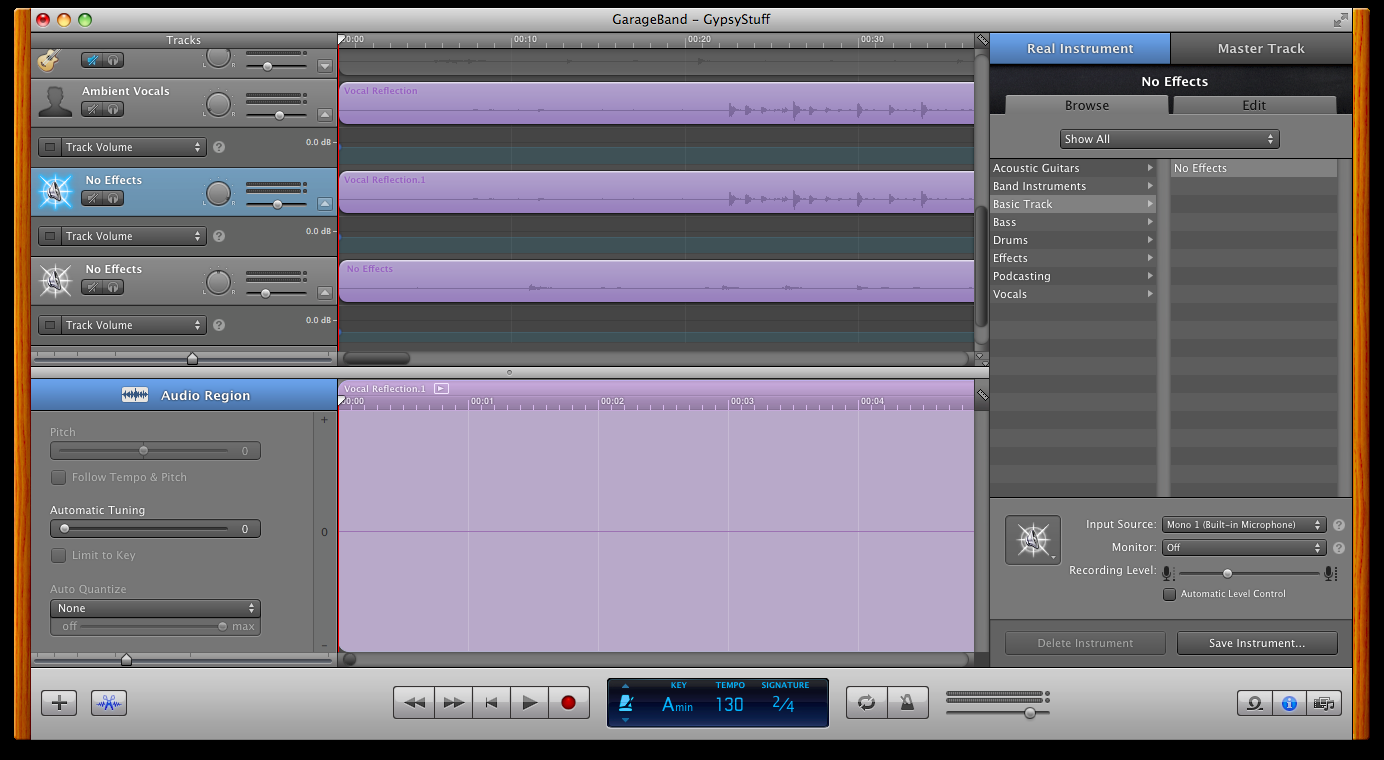 GarageBand – GypsyStuff
Tracks
0:00 00:10 00:20 00:30
L R
Ambient Vocals
L R
Vocal Reflection
Track Volume ?
0.0 dB
No Effects
L R
Vocal Reflection.1
Track Volume ?
0.0 dB
No Effects
L R
No Effects
Track Volume ?
0.0 dB
Real Instrument Master Track
No Effects
Browse Edit
Show All
Acoustic Guitars
Band Instruments
Basic Track
Bass
Drums
Effects
Podcasting
Vocals
No Effects
Audio Region
Pitch
0
Follow Tempo & Pitch
Automatic Tuning
0
Limit to Key
Auto Quantize
None
off max
+
0
-
Vocal Reflection.1
0:00 00:01 00:02 00:03 00:04
Input Source: Mono 1 (Built-in Microphone) ?
Monitor: Off ?
Recording Level:
Automatic Level Control
Delete Instrument Save Instrument...
KEY TEMPO SIGNATURE
Amin 130 2/4